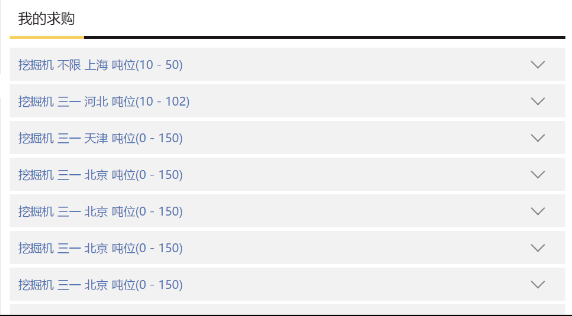 我的求购
挖掘机 不限 上海 吨位(10 - 50)
挖掘机 三一 河北 吨位(10 - 102)
挖掘机 三一 天津 吨位(0 - 150)
挖掘机 三一 北京 吨位(0 - 150)
挖掘机 三一 北京 吨位(0 - 150)
挖掘机 三一 北京 吨位(0 - 150)
挖掘机 三一 北京 吨位(0 - 150)